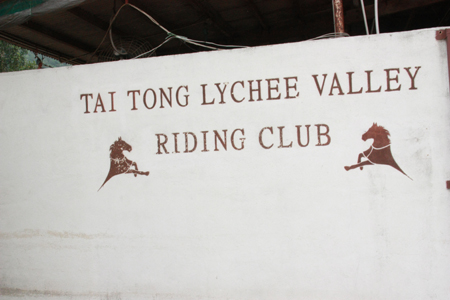 TAI TONG LYCHEE VALLEY
RIDING CLUB